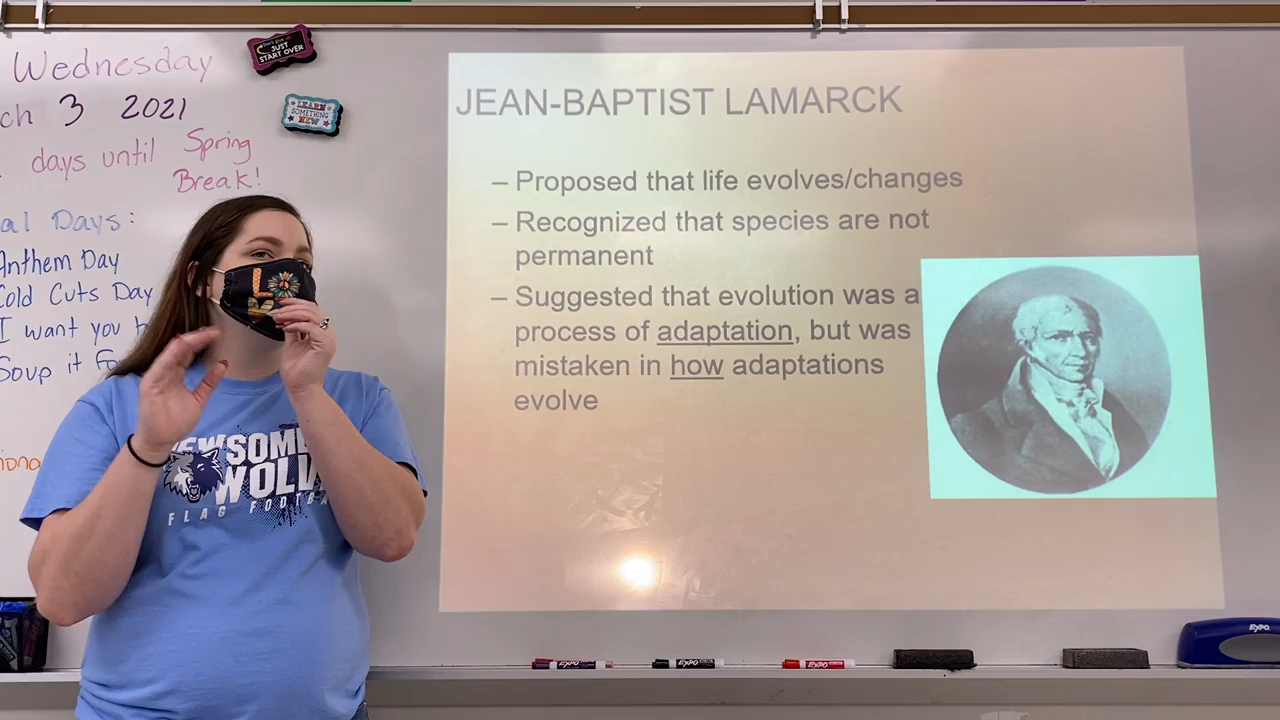 Wednesday
ch 3 2021
days until Spring
Break!
al Days:
Anthem Day
Cold Cuts Day
I want you
Soup it
JUST
START OVER
LEARN
SOMETHING
NEW
JEAN-BAPTIST LAMARCK
– Proposed that life evolves/changes
– Recognized that species are not
permanent
– Suggested that evolution was a
process of adaptation, but was
mistaken in how adaptations
evolve
EWSOME
WOLV
FLAG FOOTBA
EXPO
EXPO
EXPO
EXPO